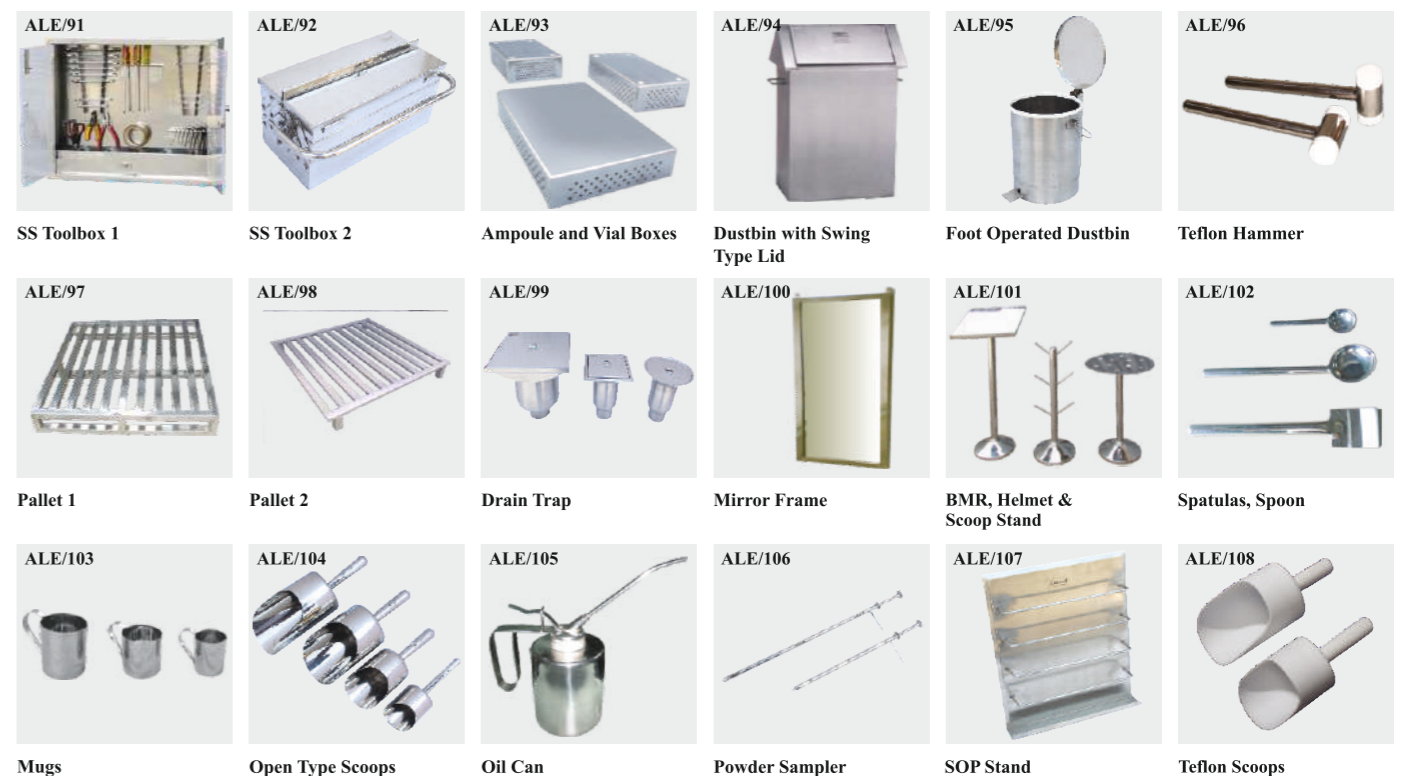 ALE/91
SS Toolbox 1
ALE/92
SS Toolbox 2
ALE/93
Ampoule and Vial Boxes
ALE/94
Dustbin with Swing
Type Lid
ALE/95
Foot Operated Dustbin
ALE/96
Teflon Hammer
ALE/97
Pallet 1
ALE/98
Pallet 2
ALE/99
Drain Trap
ALE/100
Mirror Frame
ALE/101
BMR, Helmet &
Scoop Stand
ALE/102
Spatulas, Spoon
ALE/103
Mugs
ALE/104
Open Type Scoops
ALE/105
Oil Can
ALE/106
Powder Sampler
ALE/107
SOP Stand
ALE/108
Teflon Scoops